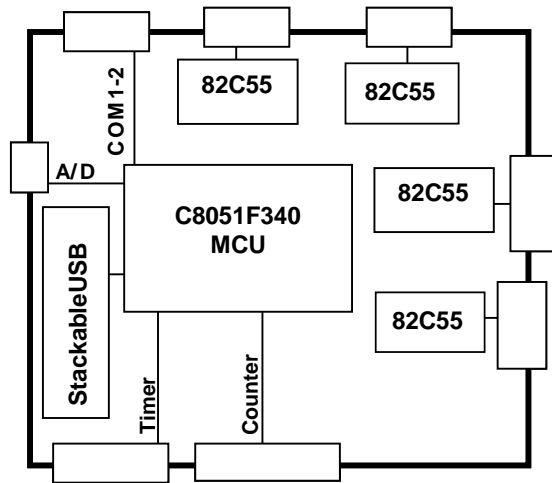 82C55
82C55
COM1-2
A/D
82C55
C8051F340
MCU
StackableUSB
82C55
Timer
Counter